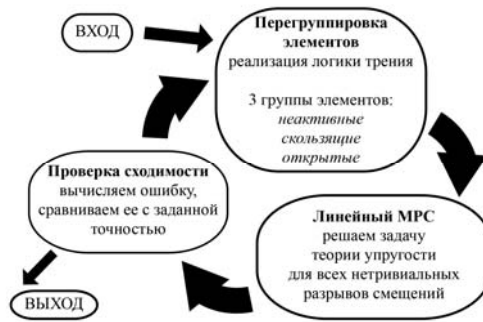 ВХОД
Перегруппировка
элементов
реализация логики трения
3 группы элементов:
неактивные
скользящие
открытые
Линейный МРС
решаем задачу
теории упругости
для всех нетривиальных
разрывов смещений
Проверка сходимости
вычисляем ошибку,
сравниваем ее с заданной
точностью
ВЫХОД